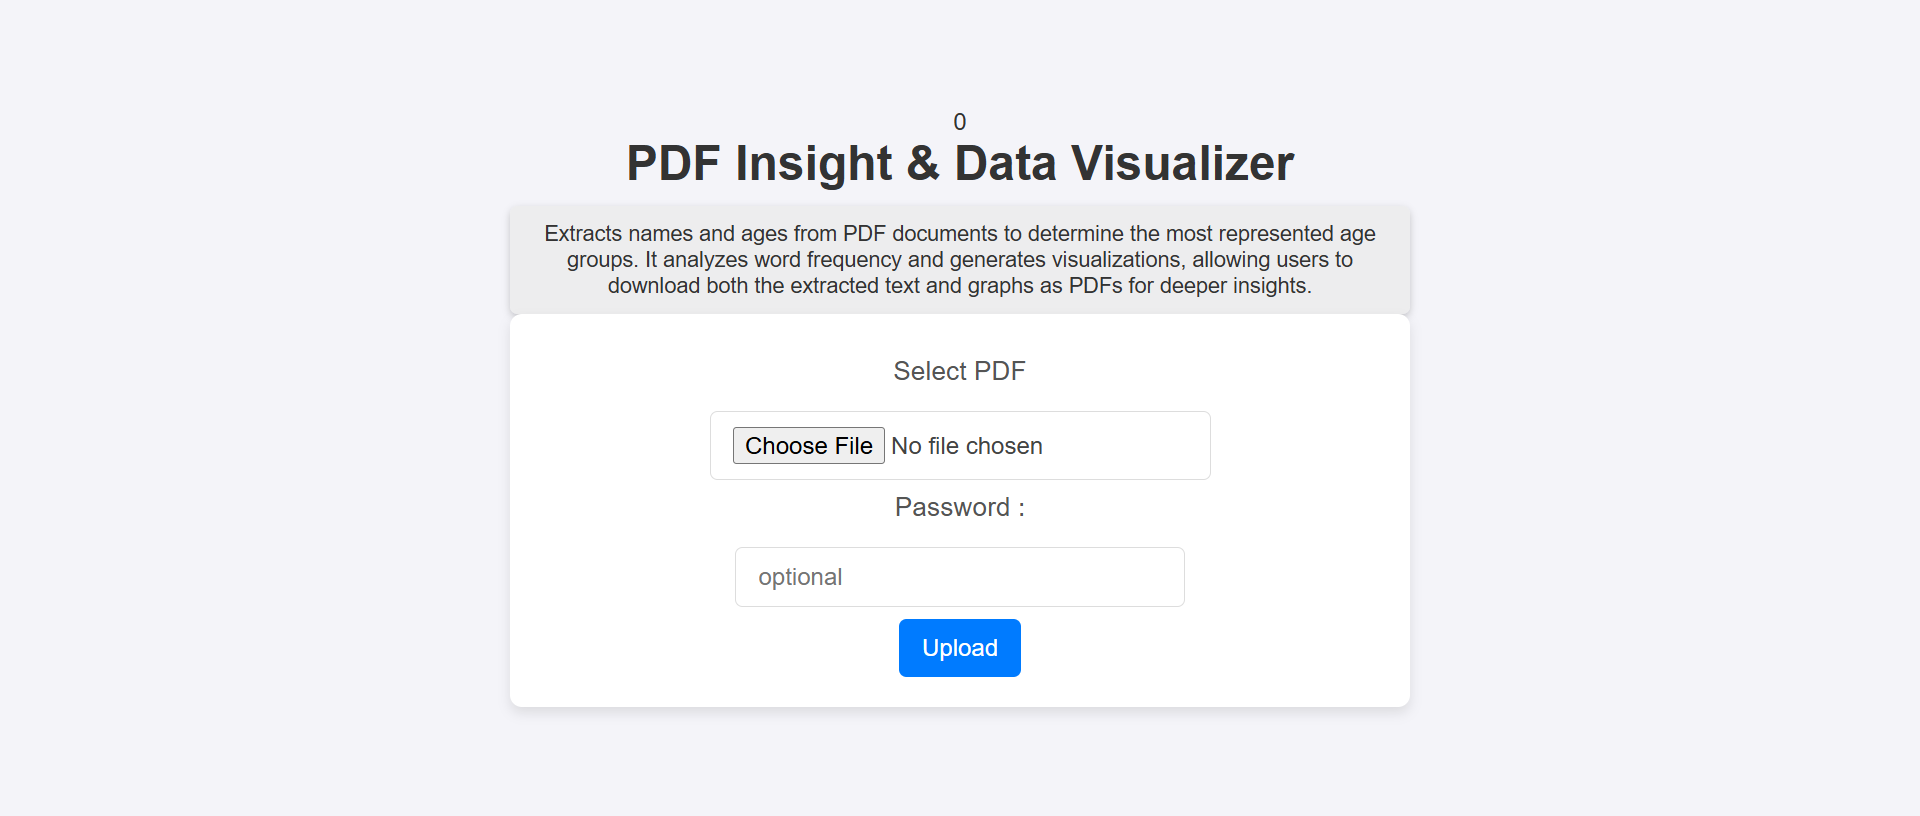 0
PDF Insight & Data Visualizer
Extracts names and ages from PDF documents to determine the most represented age
groups. It analyzes word frequency and generates visualizations, allowing users to
download both the extracted text and graphs as PDFs for deeper insights.
Select PDF
Choose File No file chosen
Password :
optional
Upload